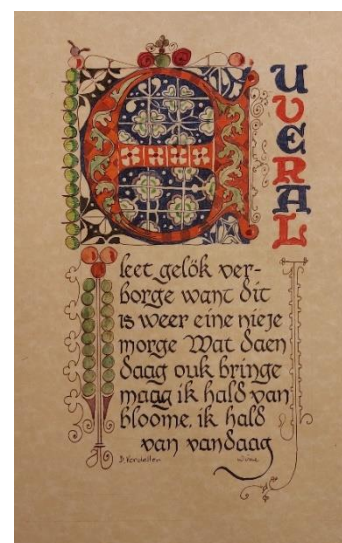 EUVERAL
leet gelök ver-
borge want dit
is weer eine nieje
morge Wat daen
daag ouk bringe
maag ik hald van
bloome, ik hald
van vandaag